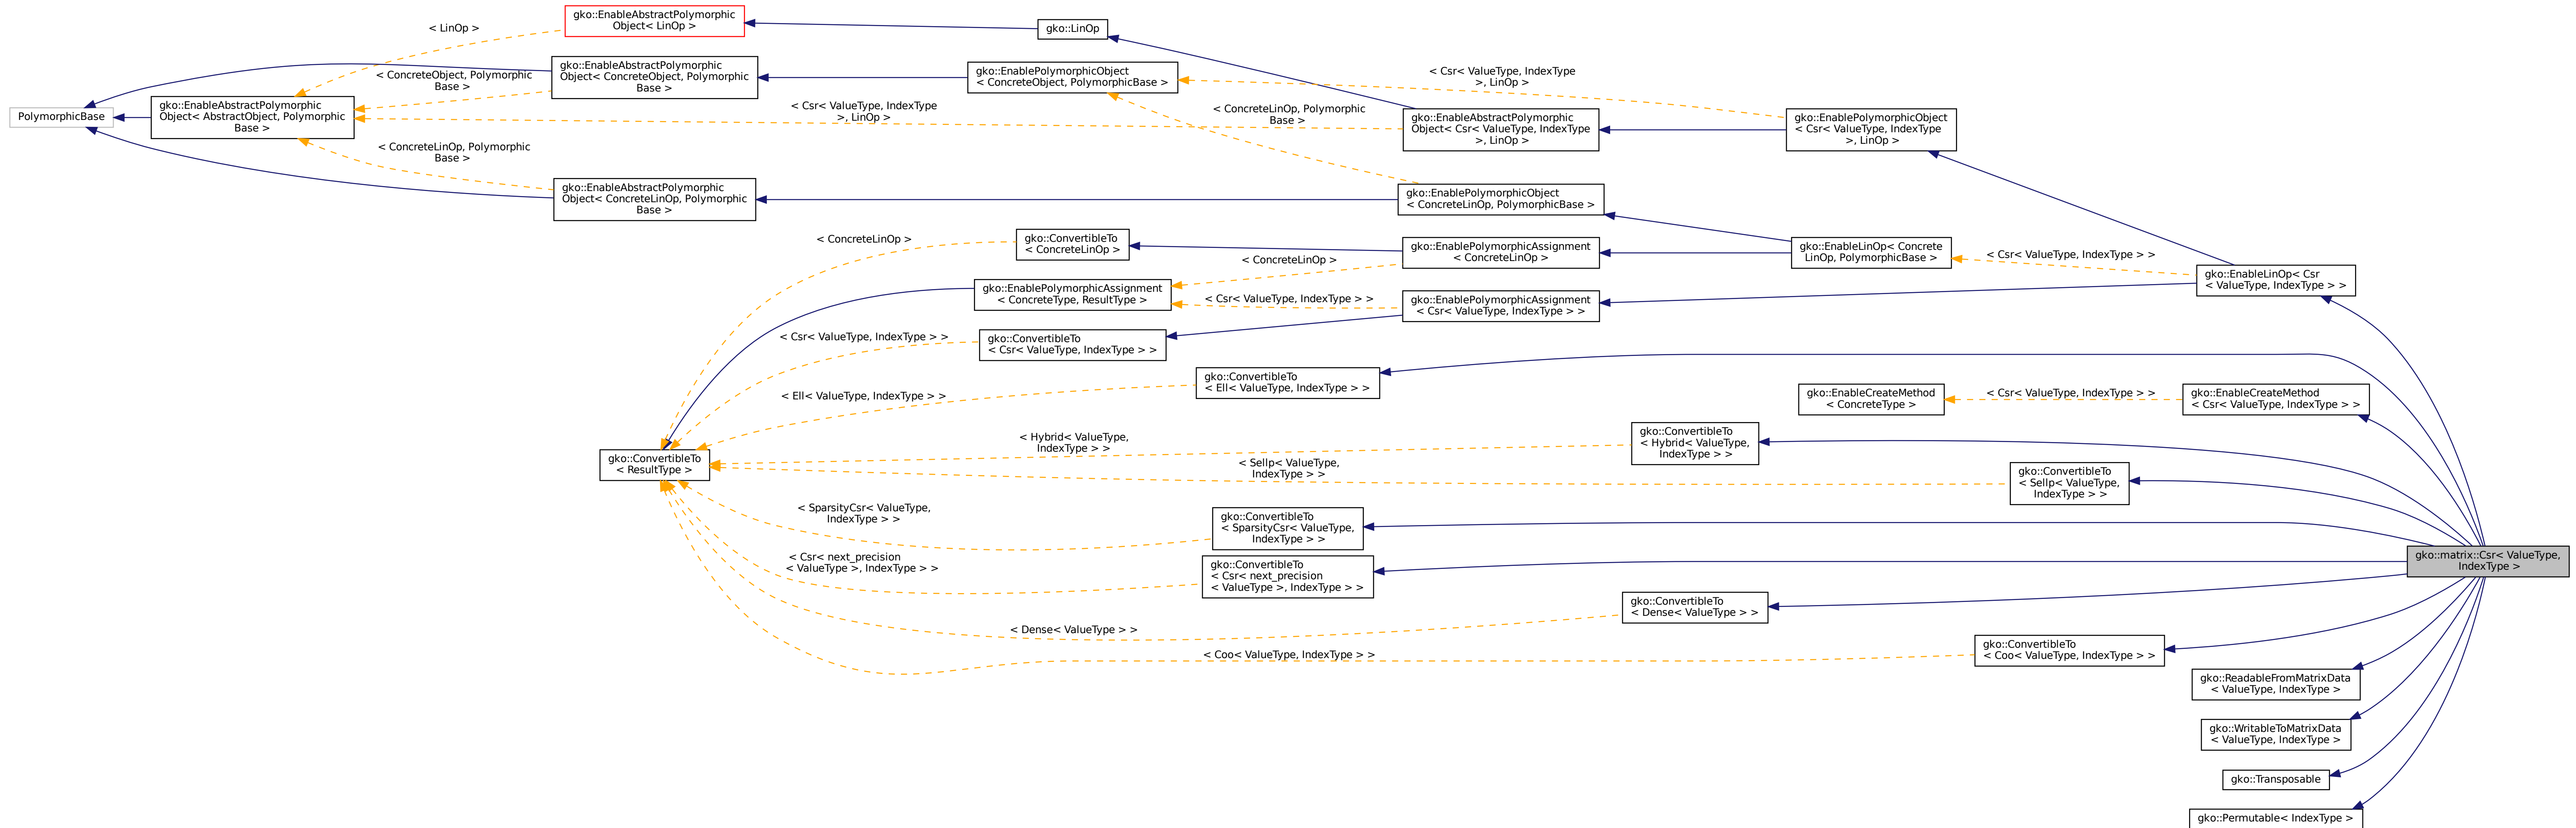 gko::EnableAbstractPolymorphic
Object< LinOp >
gko::LinOp
< LinOp >
gko::EnableAbstractPolymorphic
Object< ConcreteObject, Polymorphic
Base >
gko::EnablePolymorphicObject
< ConcreteObject, PolymorphicBase >
< ConcreteObject, Polymorphic
Base >
< Csr< ValueType, IndexType
>, LinOp >
PolymorphicBase
gko::EnableAbstractPolymorphic
Object< AbstractObject, Polymorphic
Base >
< Csr< ValueType, IndexType
>, LinOp >
< ConcreteLinOp, Polymorphic
Base >
gko::EnableAbstractPolymorphic
Object< Csr< ValueType, IndexType
>, LinOp >
gko::EnablePolymorphicObject
< Csr< ValueType, IndexType
>, LinOp >
< ConcreteLinOp, Polymorphic
Base >
gko::EnableAbstractPolymorphic
Object< ConcreteLinOp, Polymorphic
Base >
gko::EnablePolymorphicObject
< ConcreteLinOp, PolymorphicBase >
< ConcreteLinOp >
gko::ConvertibleTo
< ConcreteLinOp >
gko::EnablePolymorphicAssignment
< ConcreteLinOp >
gko::EnableLinOp< Concrete
LinOp, PolymorphicBase >
< Csr< ValueType, IndexType > >
gko::EnableLinOp< Csr
< ValueType, IndexType > >
< ConcreteLinOp >
gko::EnablePolymorphicAssignment
< ConcreteType, ResultType >
< Csr< ValueType, IndexType > >
gko::EnablePolymorphicAssignment
< Csr< ValueType, IndexType > >
< Csr< ValueType, IndexType > >
gko::ConvertibleTo
< Csr< ValueType, IndexType > >
< Ell< ValueType, IndexType > >
gko::ConvertibleTo
< Ell< ValueType, IndexType > >
gko::EnableCreateMethod
< ConcreteType >
< Csr< ValueType, IndexType > >
gko::EnableCreateMethod
< Csr< ValueType, IndexType > >
gko::ConvertibleTo
< ResultType >
< Hybrid< ValueType,
IndexType > >
gko::ConvertibleTo
< Hybrid< ValueType,
IndexType > >
< Sellp< ValueType,
IndexType > >
gko::ConvertibleTo
< Sellp< ValueType,
IndexType > >
< SparsityCsr< ValueType,
IndexType > >
gko::ConvertibleTo
< SparsityCsr< ValueType,
IndexType > >
< Csr< next_precision
< ValueType >, IndexType > >
gko::ConvertibleTo
< Csr< next_precision
< ValueType >, IndexType > >
gko::matrix::Csr< ValueType,
IndexType >
< Dense< ValueType > >
gko::ConvertibleTo
< Dense< ValueType > >
< Coo< ValueType, IndexType > >
gko::ConvertibleTo
< Coo< ValueType, IndexType > >
gko::ReadableFromMatrixData
< ValueType, IndexType >
gko::WritableToMatrixData
< ValueType, IndexType >
gko::Transposable
gko::Permutable< IndexType >